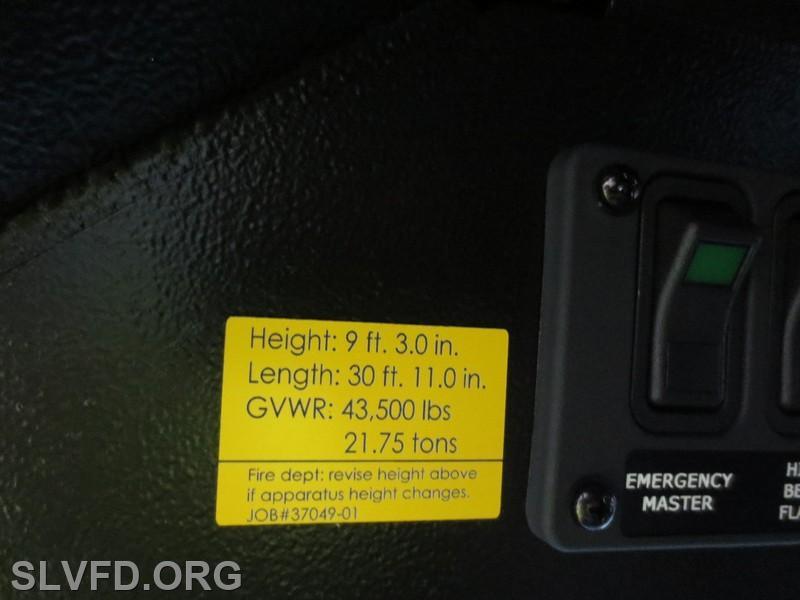 Height: 9 ft. 3.0 in.
Length: 30 ft. 11.0 in.
GVWR: 43,500 lbs
21.75 tons
Fire dept: revise height above
if apparatus height changes.
JOB#37049-01
EMERGENCY
MASTER
SLVFD.ORG